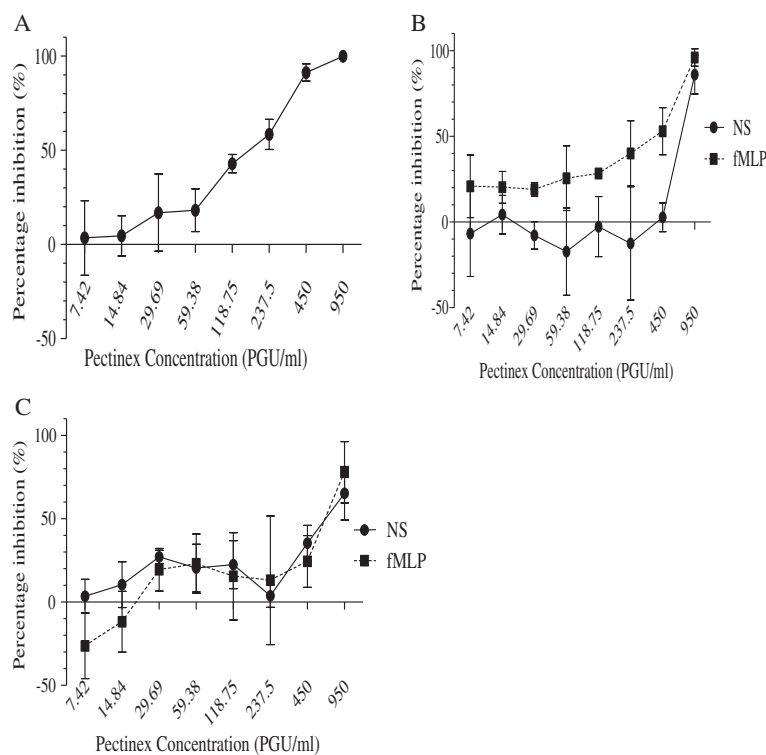 A
Percentage inhibition (%)
100
50
0
-50
7.42
14.84
29.69
59.38
118.75
237.5
450
950
Pectinex Concentration (PGU/ml)
B
Percentage inhibition (%)
100
50
0
-50
7.42
14.84
29.69
59.38
118.75
237.5
450
950
Pectinex Concentration (PGU/ml)
NS
fMLP
C
Percentage inhibition (%)
100
50
0
-50
7.42
14.84
29.69
59.38
118.75
237.5
450
950
Pectinex Concentration (PGU/ml)
NS
fMLP